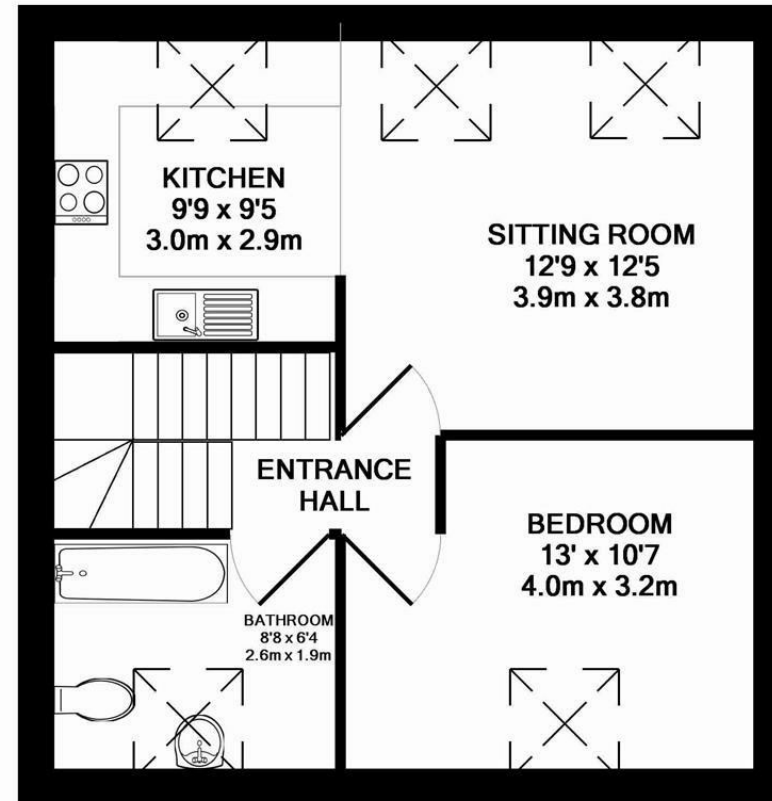 KITCHEN
9'9 x 9'5
3.0m x 2.9m
SITTING ROOM
12'9 x 12'5
3.9m x 3.8m
ENTRANCE
HALL
BEDROOM
13' x 10'7
4.0m x 3.2m
BATHROOM
8'8 x 6'4
2.6m x 1.9m